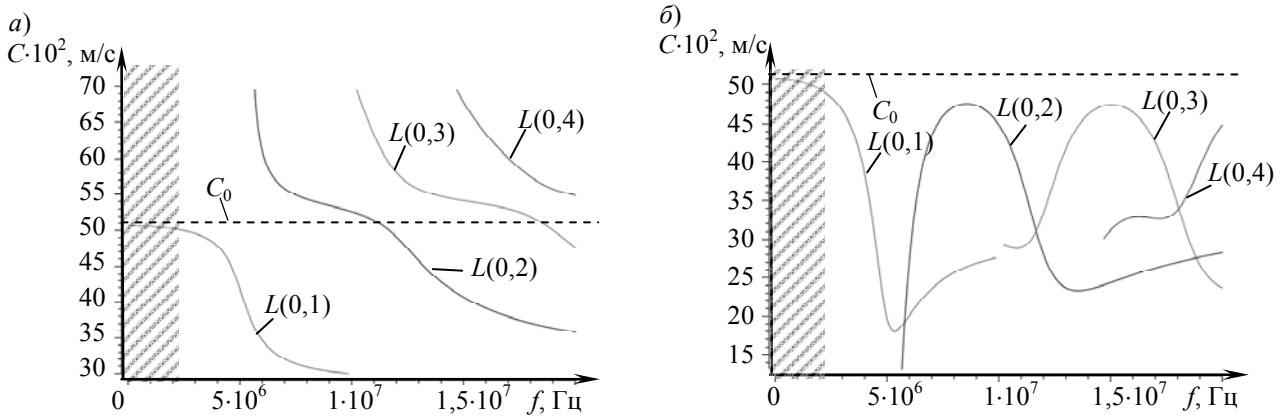 а)
C·10², м/с
70
65
60
55
50
45
40
35
30
C₀
L(0,1)
L(0,2)
L(0,3)
L(0,4)
0 5·10⁶ 1·10⁷ 1,5·10⁷ f, Гц
б)
C·10², м/с
50
45
40
35
30
25
20
15
C₀
L(0,1)
L(0,2)
L(0,3)
L(0,4)
0 5·10⁶ 1·10⁷ 1,5·10⁷ f, Гц